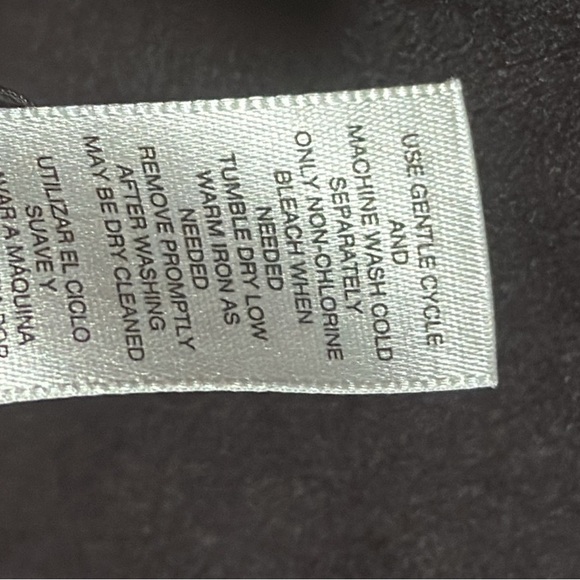 USE GENTLE CYCLE
AND
MACHINE WASH COLD
SEPARATELY
ONLY NON-CHLORINE
BLEACH WHEN
NEEDED
TUMBLE DRY LOW
WARM IRON AS
NEEDED
REMOVE PROMPTLY
AFTER WASHING
MAY BE DRY CLEANED
UTILIZAR EL CICLO
SUAVE Y
A MÁQUINA